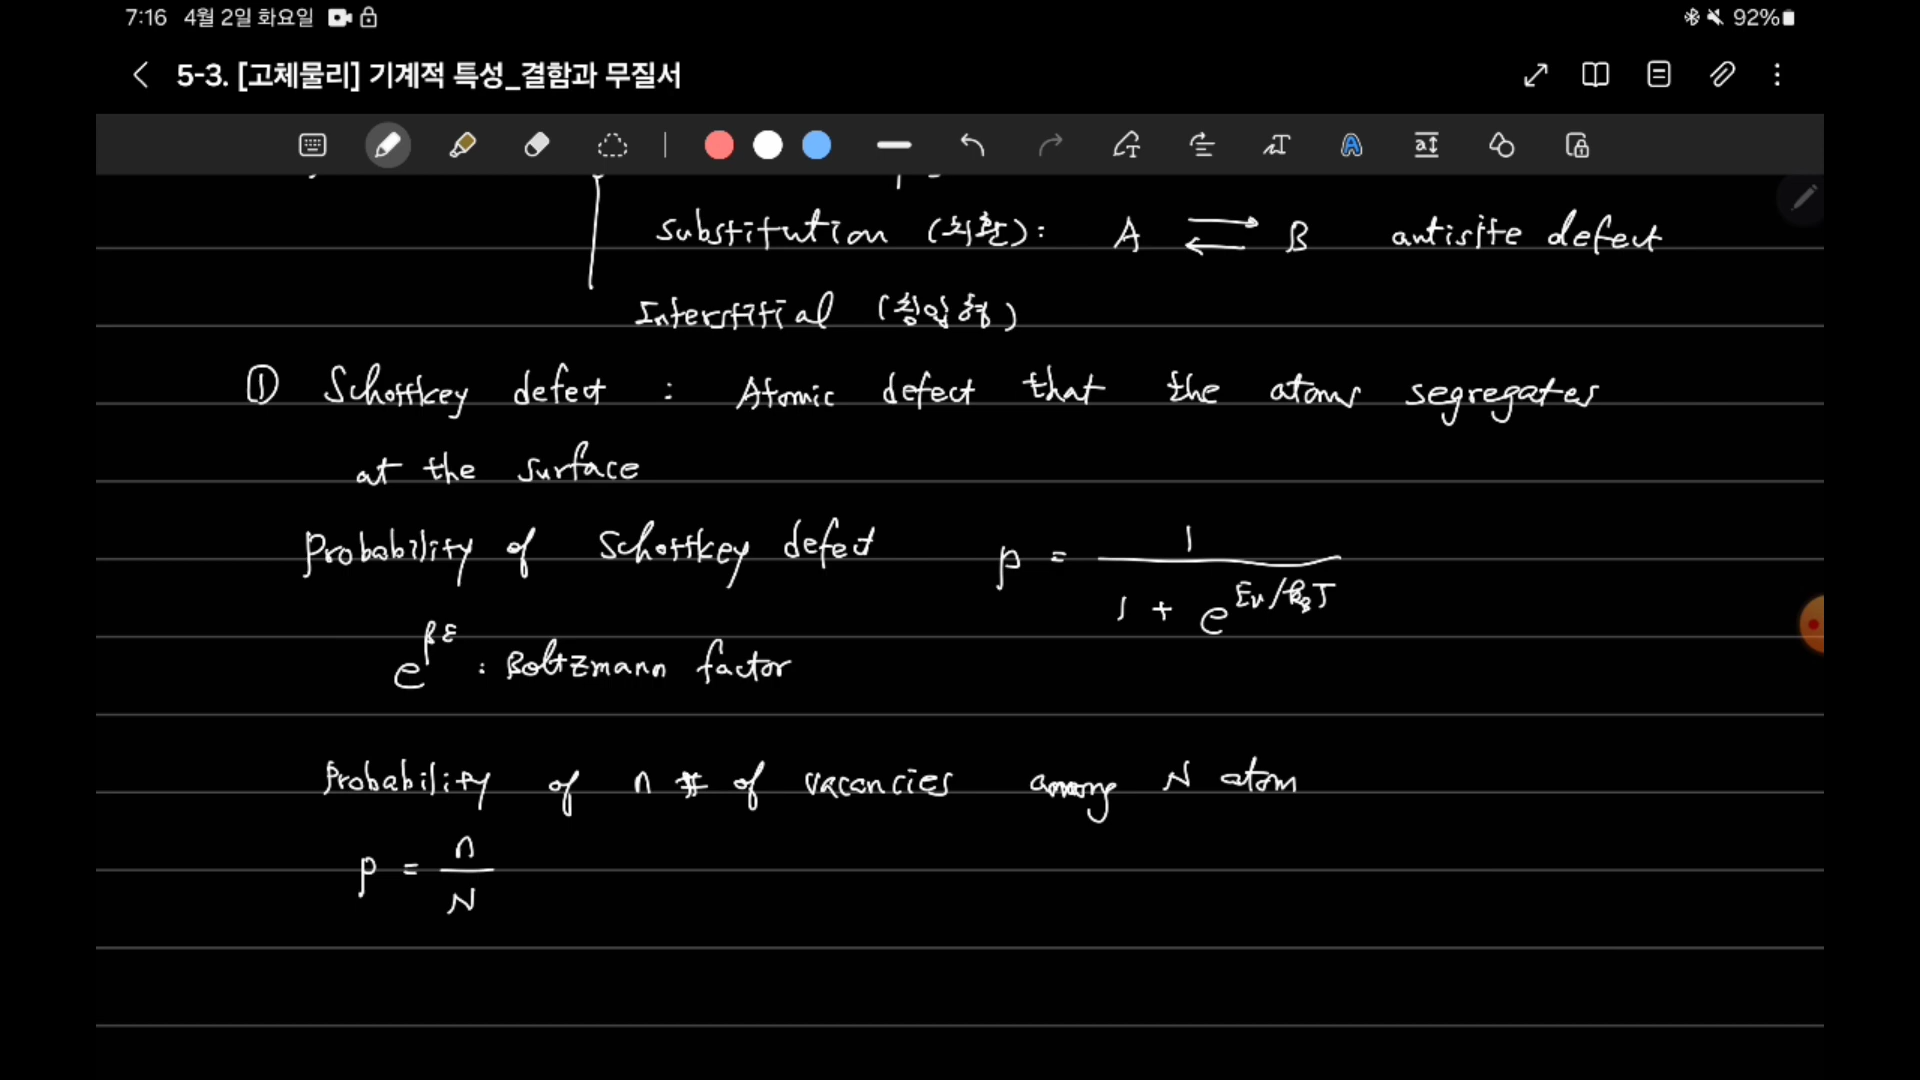 7:16 4월 2일 화요일 92%
5-3. [고체물리] 기계적 특성_결함과 무질서
Substitution (치환): A ⇄ B antisite defect
Interstitial (침입형)
① Schottkey defect : Atomic defect that the atoms segregates
at the surface
Probability of Schottkey defect p = 1 / (1 + e^{Ev/k_BT})
e^{βε} : Boltzmann factor
Probability of n # of vacancies among N atom
p = n / N